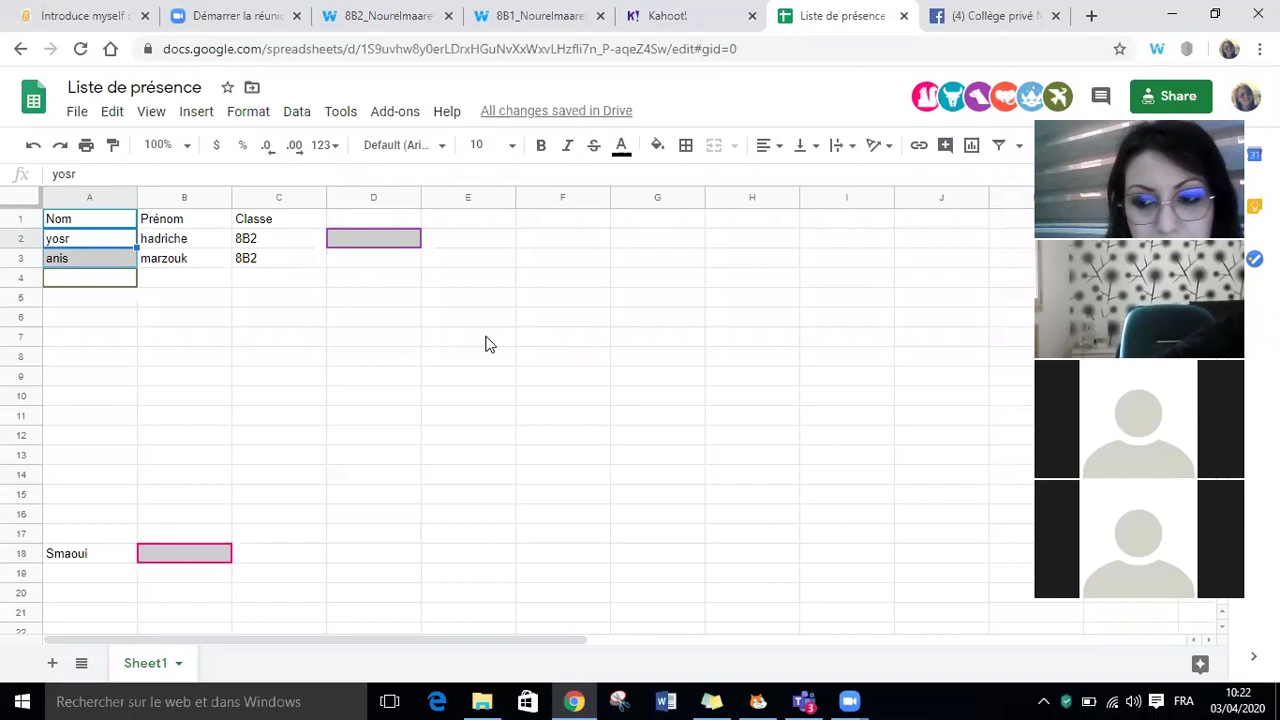 Introducing myself :
Démarrer la réunic
8B2_Nourelmaare
8B1_Nourelmaare
Kahoot!
Liste de présence
(4) Collège privé N
docs.google.com/spreadsheets/d/1S9uvhw8y0erLDrxHGuNvXxWxvLHzfli7n_P-aqeZ4Sw/edit#gid=0
Liste de présence
File Edit View Insert Format Data Tools Add-ons Help All changes saved in Drive
Share
100% $ % .0 .00 123 Default (Ari... 10 B I S A
fx yosr
A B C D E F G H I J
1 Nom Prénom Classe
2 yosr hadriche 8B2
3 anis marzouk 8B2
4
5
6
7
8
9
10
11
12
13
14
15
16
17
18 Smaoui
19
20
21
22
Sheet1
Rechercher sur le web et dans Windows
3
FRA
10:22
03/04/2020